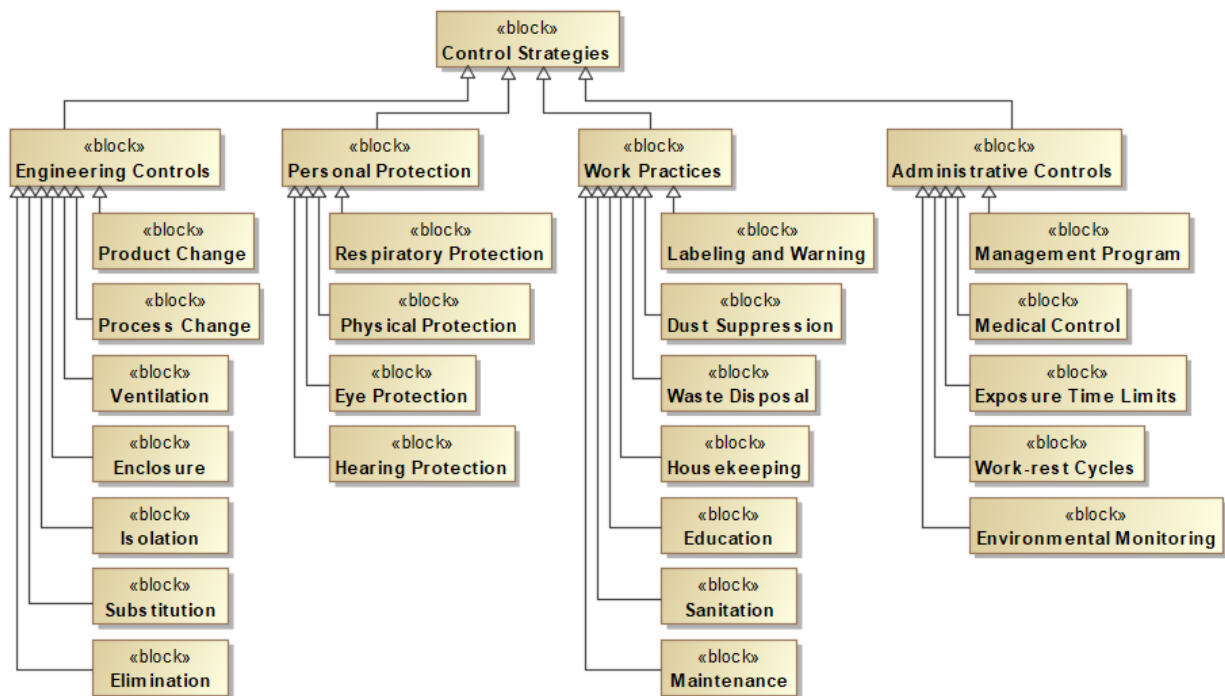 «block»
Control Strategies
«block»
Engineering Controls
«block»
Personal Protection
«block»
Work Practices
«block»
Administrative Controls
«block»
Product Change
«block»
Respiratory Protection
«block»
Labeling and Warning
«block»
Management Program
«block»
Process Change
«block»
Physical Protection
«block»
Dust Suppression
«block»
Medical Control
«block»
Ventilation
«block»
Eye Protection
«block»
Waste Disposal
«block»
Exposure Time Limits
«block»
Enclosure
«block»
Hearing Protection
«block»
Housekeeping
«block»
Work-rest Cycles
«block»
Isolation
«block»
Education
«block»
Environmental Monitoring
«block»
Substitution
«block»
Sanitation
«block»
Elimination
«block»
Maintenance